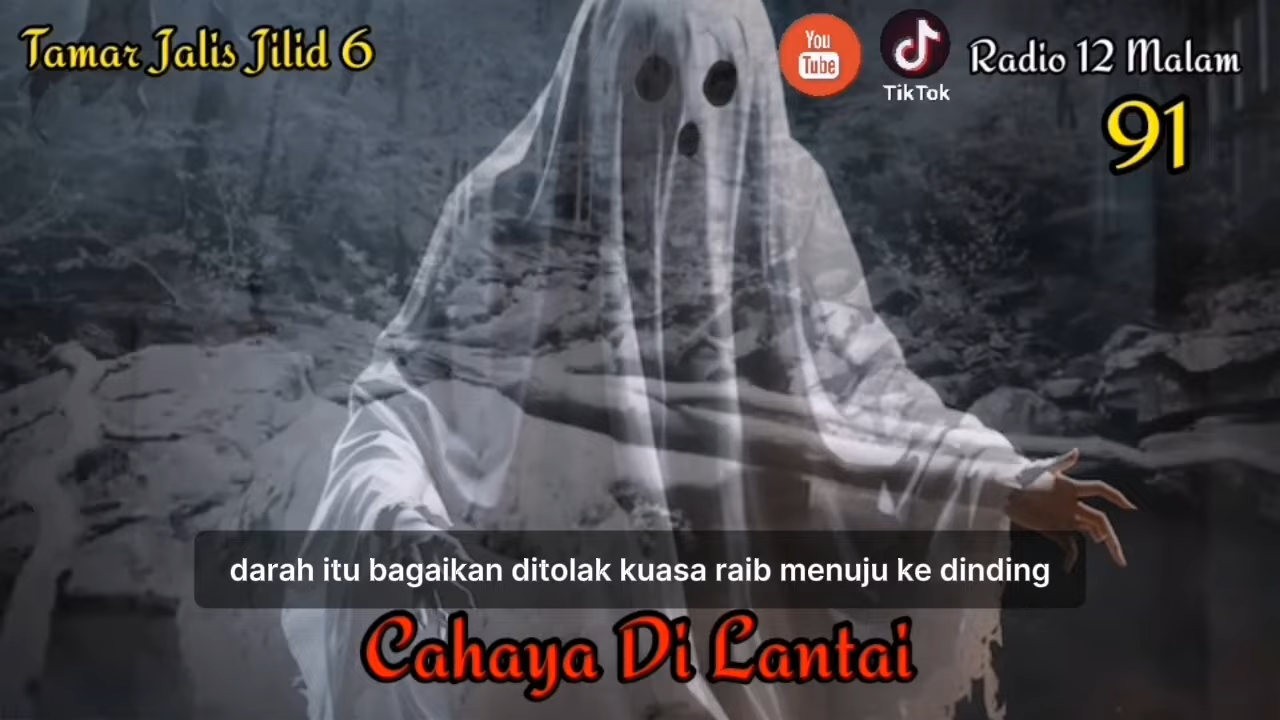 Tamar Jalis Jilid 6
You
Tube
TikTok
Radio 12 Malam
91
darah itu bagaikan ditolak kuasa raib menuju ke dinding
Cahaya Di Lantai